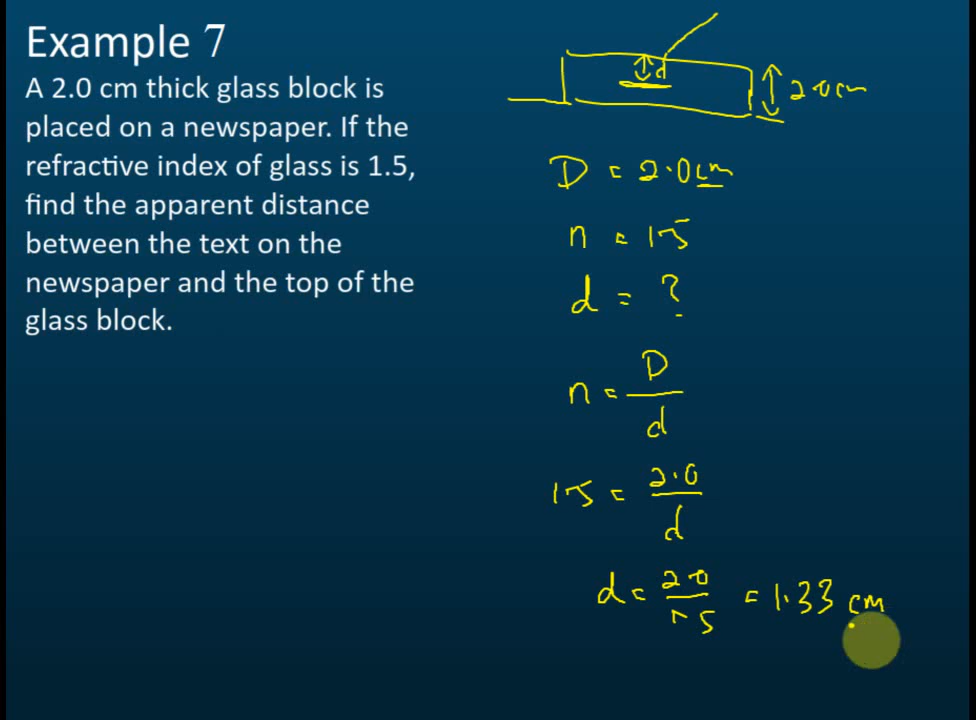 Example 7
A 2.0 cm thick glass block is
placed on a newspaper. If the
refractive index of glass is 1.5,
find the apparent distance
between the text on the
newspaper and the top of the
glass block.
d
2.0cm
D = 2.0cm
n = 1.5
d = ?
n = D/d
1.5 = 2.0/d
d = 2.0/1.5 = 1.33 cm